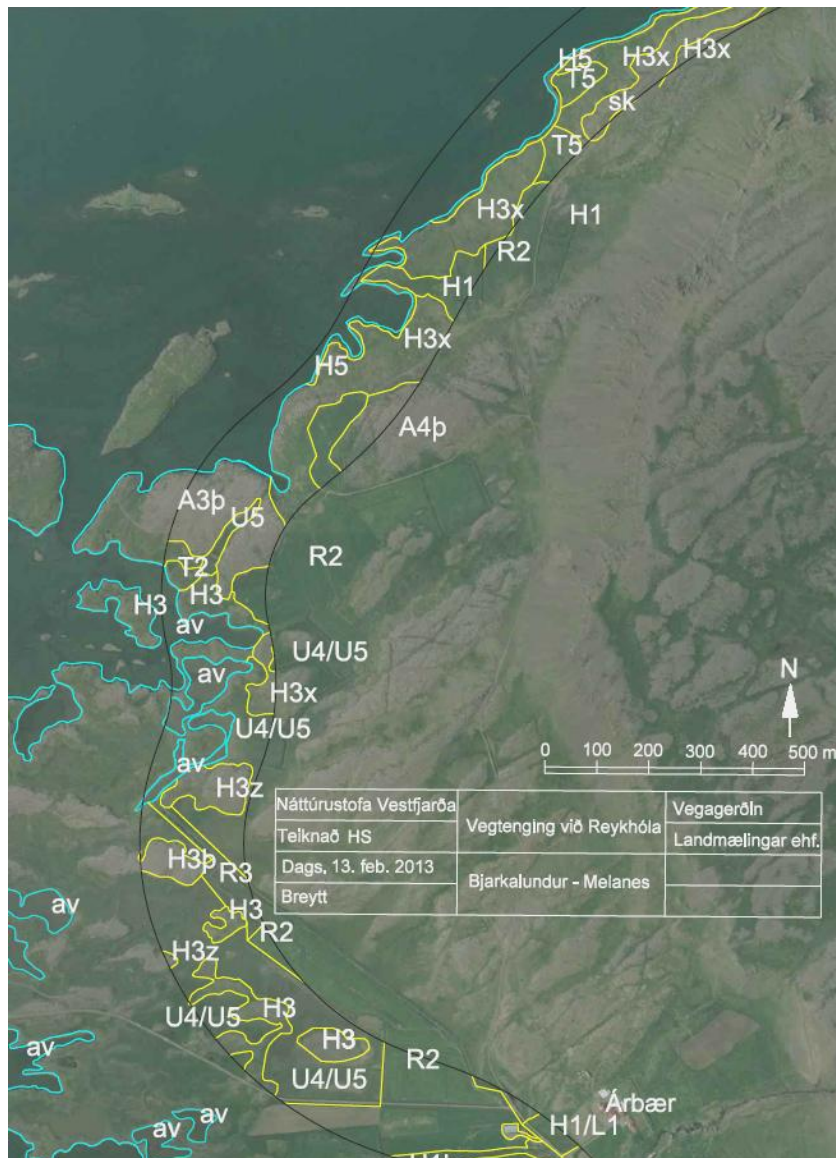 H5
H3x
H3x
T5
sk
T5
H3x
H1
R2
H1
H3x
H5
A4þ
A3þ
U5
R2
T2
H3
H3
av
U4/U5
av
H3x
N
U4/U5
0 100 200 300 400 500 m
av
H3z
Náttúrustofa Vestfjarða
Teiknað HS
Dags. 13. feb. 2013
Breytt
Vegtenging við Reykhóla
Bjarkalundur - Melanes
Vegagerðin
Landmælingar ehf.
H3þ
R3
av
H3
R2
H3z
H3
U4/U5
H3
av
R2
U4/U5
Árbær
av
av
H1/L1